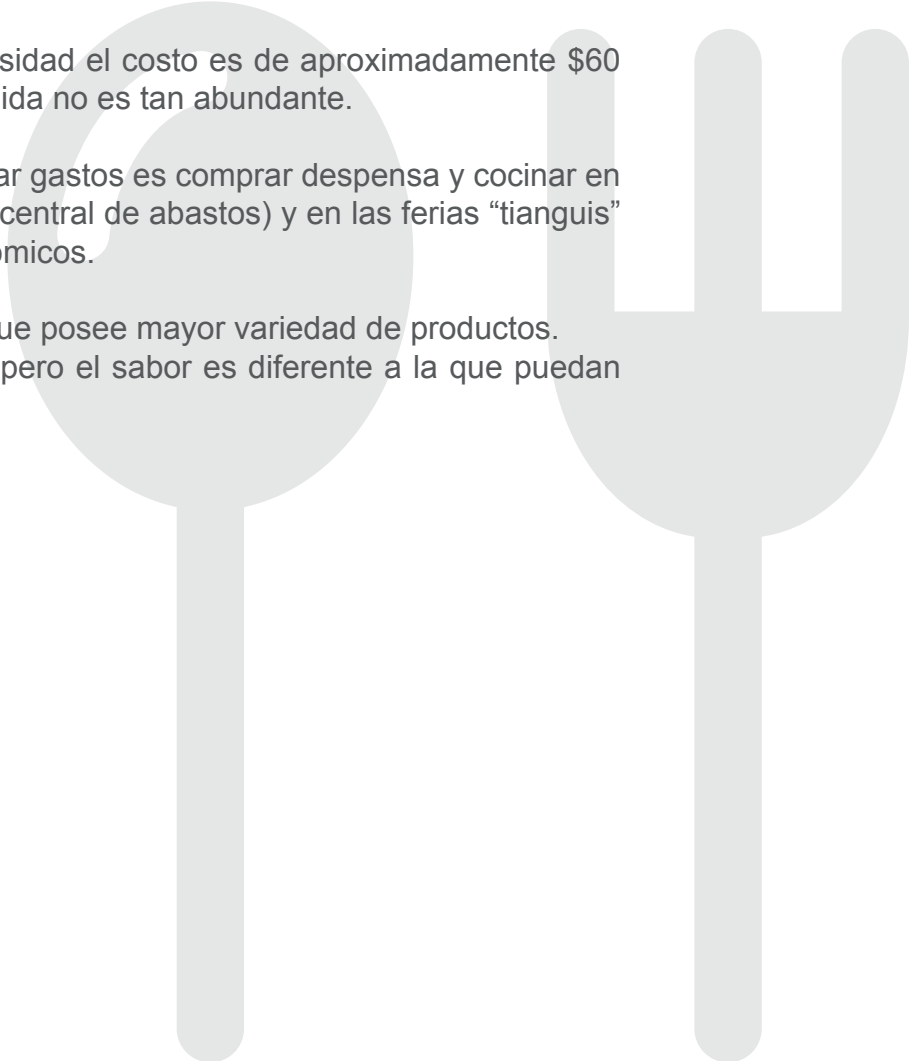 sidad el costo es de aproximadamente $60
ida no es tan abundante.
ar gastos es comprar despensa y cocinar en
central de abastos) y en las ferias “tianguis”
ómicos.
ue posee mayor variedad de productos.
pero el sabor es diferente a la que puedan